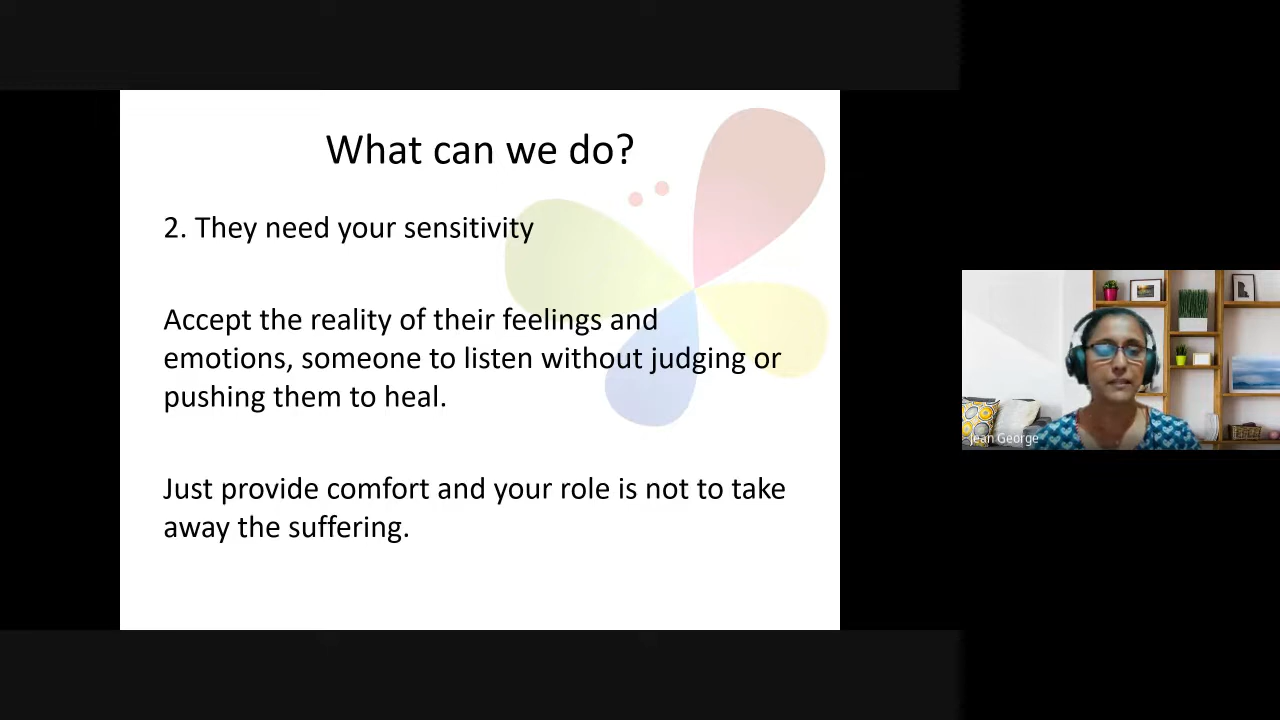 What can we do?
2. They need your sensitivity
Accept the reality of their feelings and
emotions, someone to listen without judging or
pushing them to heal.
Just provide comfort and your role is not to take
away the suffering.
Jean George